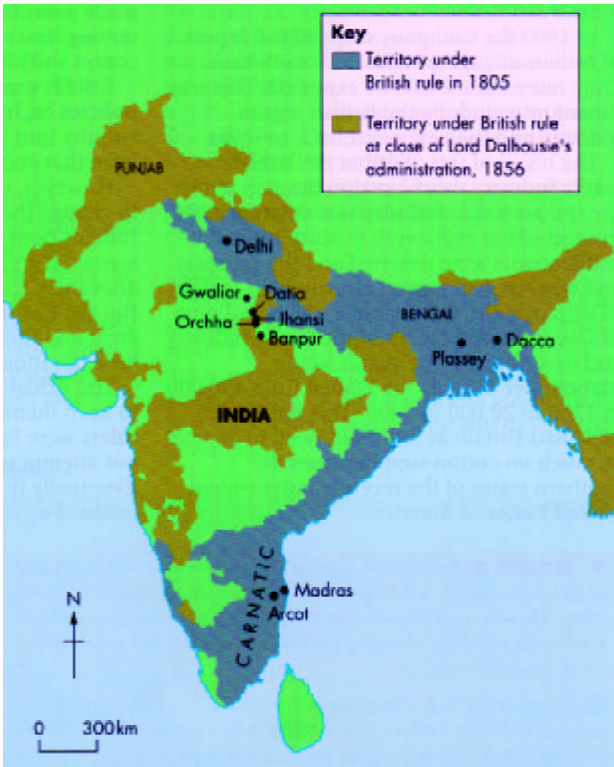 Key
Territory under
British rule in 1805
Territory under British rule
at close of Lord Dalhousie's
administration, 1856
PUNJAB
Delhi
Gwalior
Datia
Orchha
Jhansi
Banpur
BENGAL
Dacca
Plassey
INDIA
CARNATIC
Madras
Arcot
N
0 300km